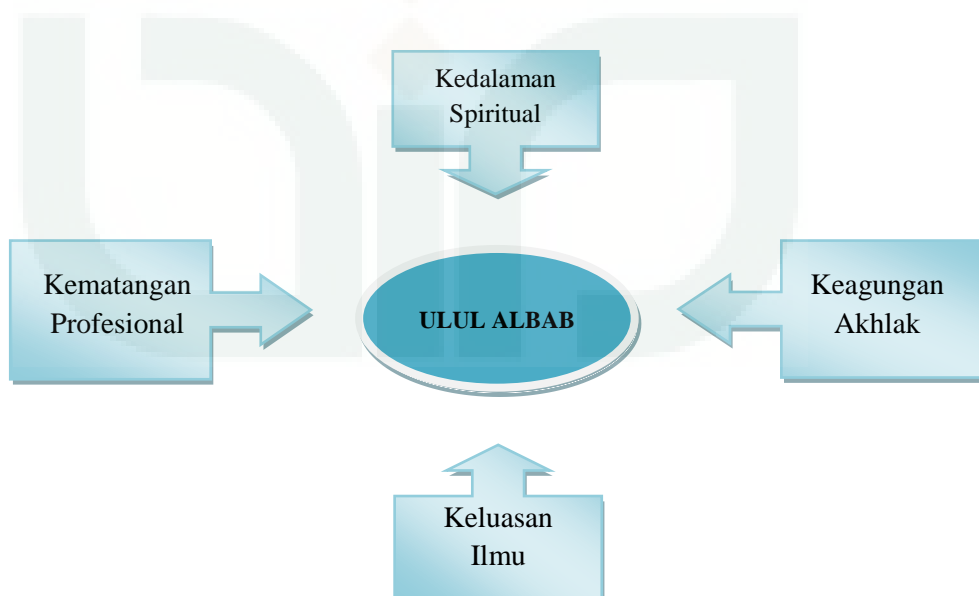 Kedalaman
Spiritual
Kematangan
Profesional
ULUL ALBAB
Keagungan
Akhlak
Keluasan
Ilmu